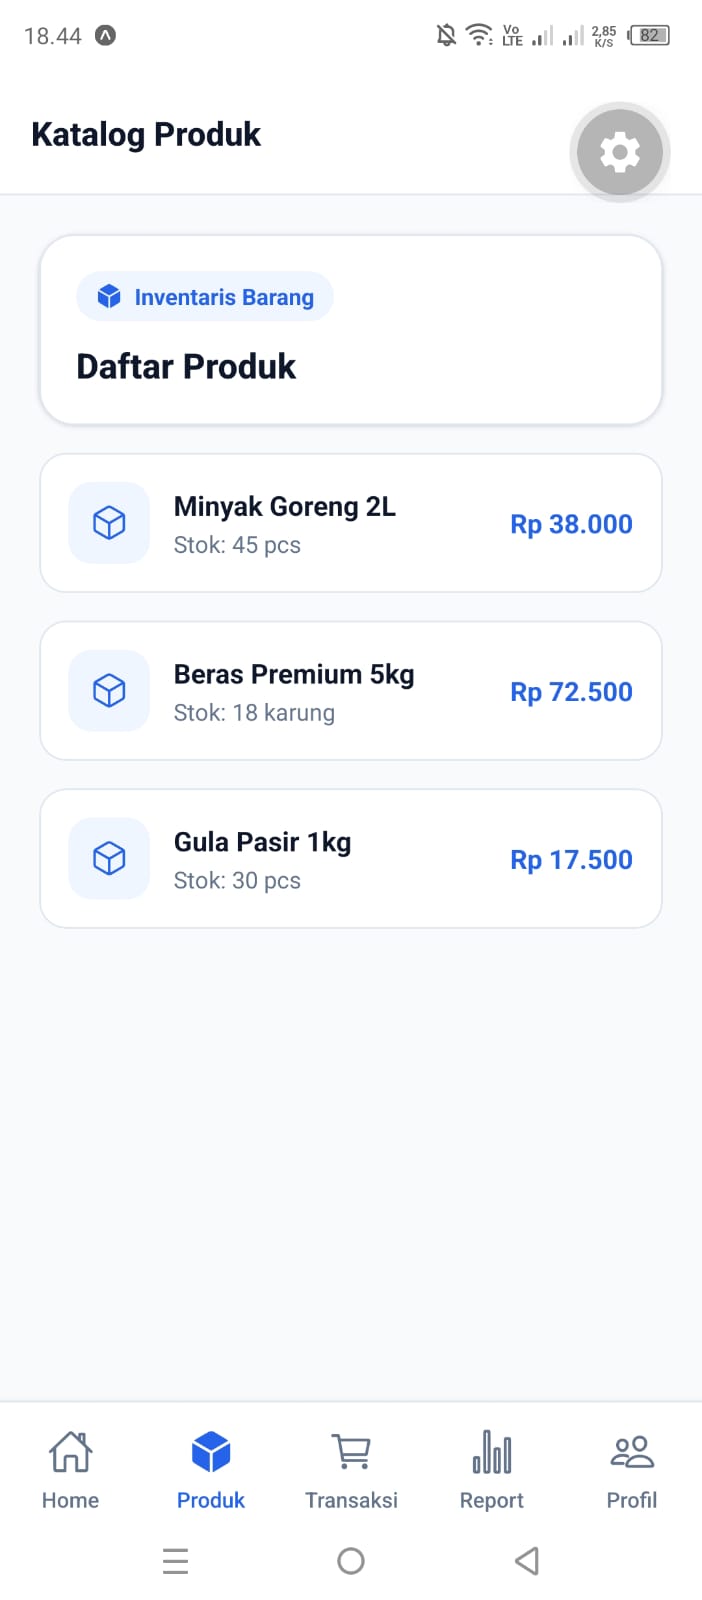 18.44
Vo
LTE
2,85
K/S
82
Katalog Produk
Inventaris Barang
Daftar Produk
Minyak Goreng 2L
Stok: 45 pcs
Rp 38.000
Beras Premium 5kg
Stok: 18 karung
Rp 72.500
Gula Pasir 1kg
Stok: 30 pcs
Rp 17.500
Home
Produk
Transaksi
Report
Profil